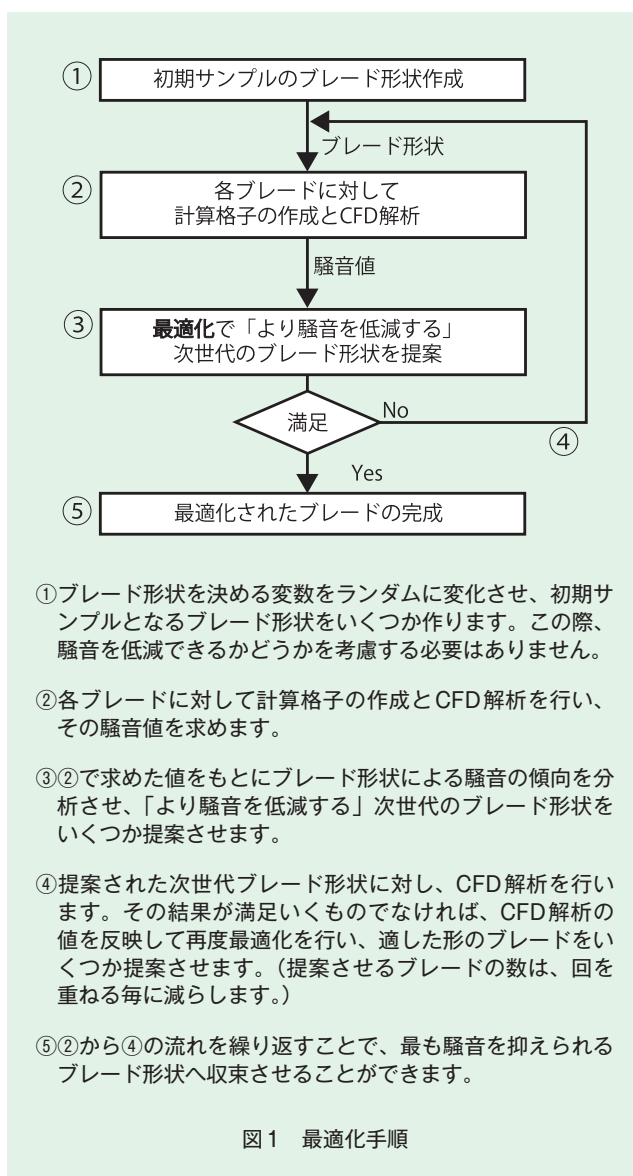 ① 初期サンプルのブレード形状作成
ブレード形状
② 各ブレードに対して
計算格子の作成とCFD解析
騒音値
③ 最適化で「より騒音を低減する」
次世代のブレード形状を提案
満足
No
④
Yes
⑤ 最適化されたブレードの完成
①ブレード形状を決める変数をランダムに変化させ、初期サ
ンプルとなるブレード形状をいくつか作ります。この際、
騒音を低減できるかどうかを考慮する必要はありません。
②各ブレードに対して計算格子の作成とCFD解析を行い、
その騒音値を求めます。
③②で求めた値をもとにブレード形状による騒音の傾向を分
析させ、「より騒音を低減する」次世代のブレード形状を
いくつか提案させます。
④提案された次世代ブレード形状に対し、CFD解析を行い
ます。その結果が満足いくものでなければ、CFD解析の
値を反映して再度最適化を行い、適した形のブレードをい
くつか提案させます。（提案させるブレードの数は、回を
重ねる毎に減らします。）
⑤②から④の流れを繰り返すことで、最も騒音を抑えられる
ブレード形状へ収束させることができます。
図1　最適化手順